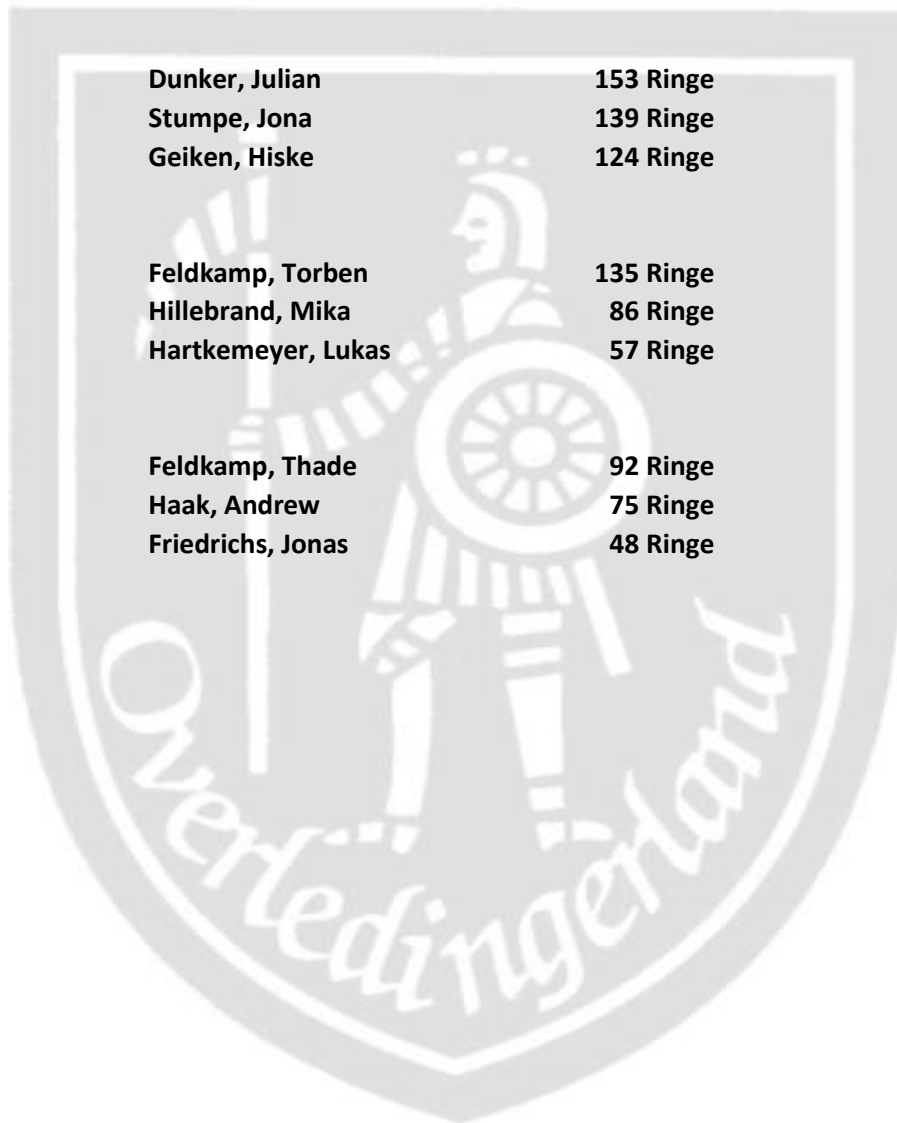 Dunker, Julian 153 Ringe
Stumpe, Jona 139 Ringe
Geiken, Hiske 124 Ringe
Feldkamp, Torben 135 Ringe
Hillebrand, Mika 86 Ringe
Hartkemeyer, Lukas 57 Ringe
Feldkamp, Thade 92 Ringe
Haak, Andrew 75 Ringe
Friedrichs, Jonas 48 Ringe
Overledingerland